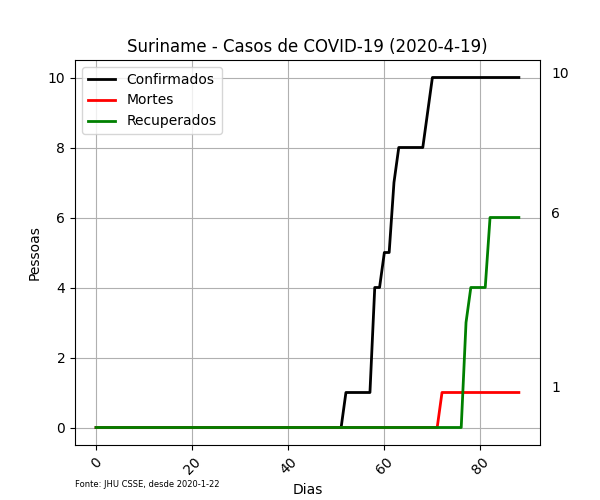 Suriname - Casos de COVID-19 (2020-4-19)
Confirmados
Mortes
Recuperados
10
8
6
4
2
0
Pessoas
10
6
1
0
20
40
60
80
Dias
Fonte: JHU CSSE, desde 2020-1-22